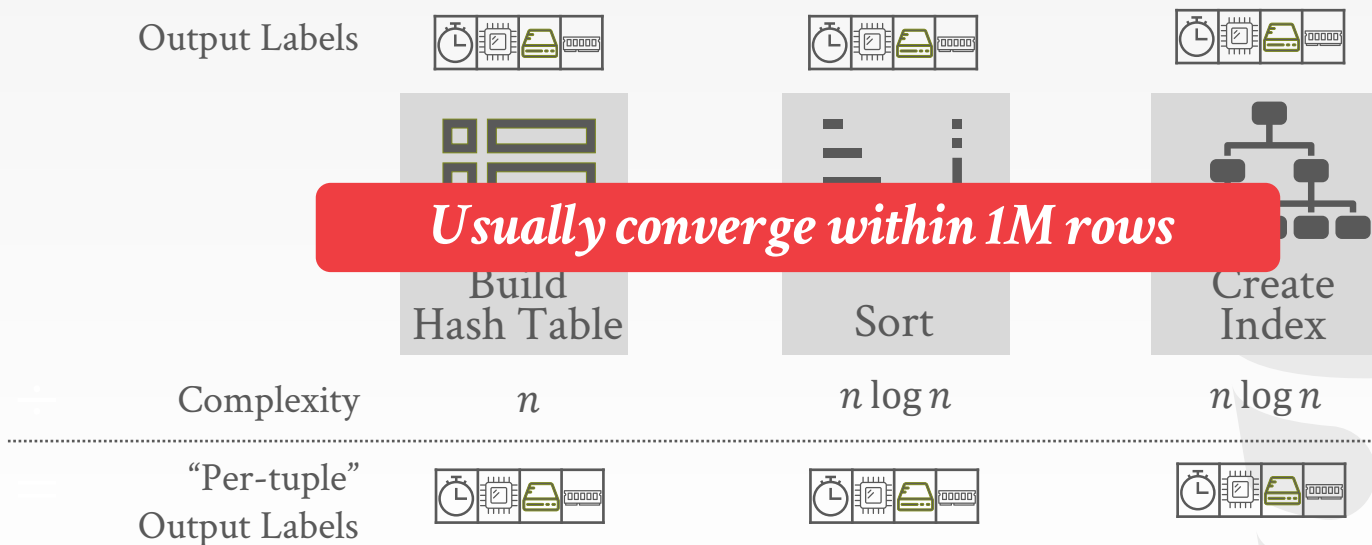 Output Labels
Usually converge within 1M rows
Build
Hash Table
Sort
Create
Index
Complexity
n
n log n
n log n
÷
=
“Per-tuple”
Output Labels